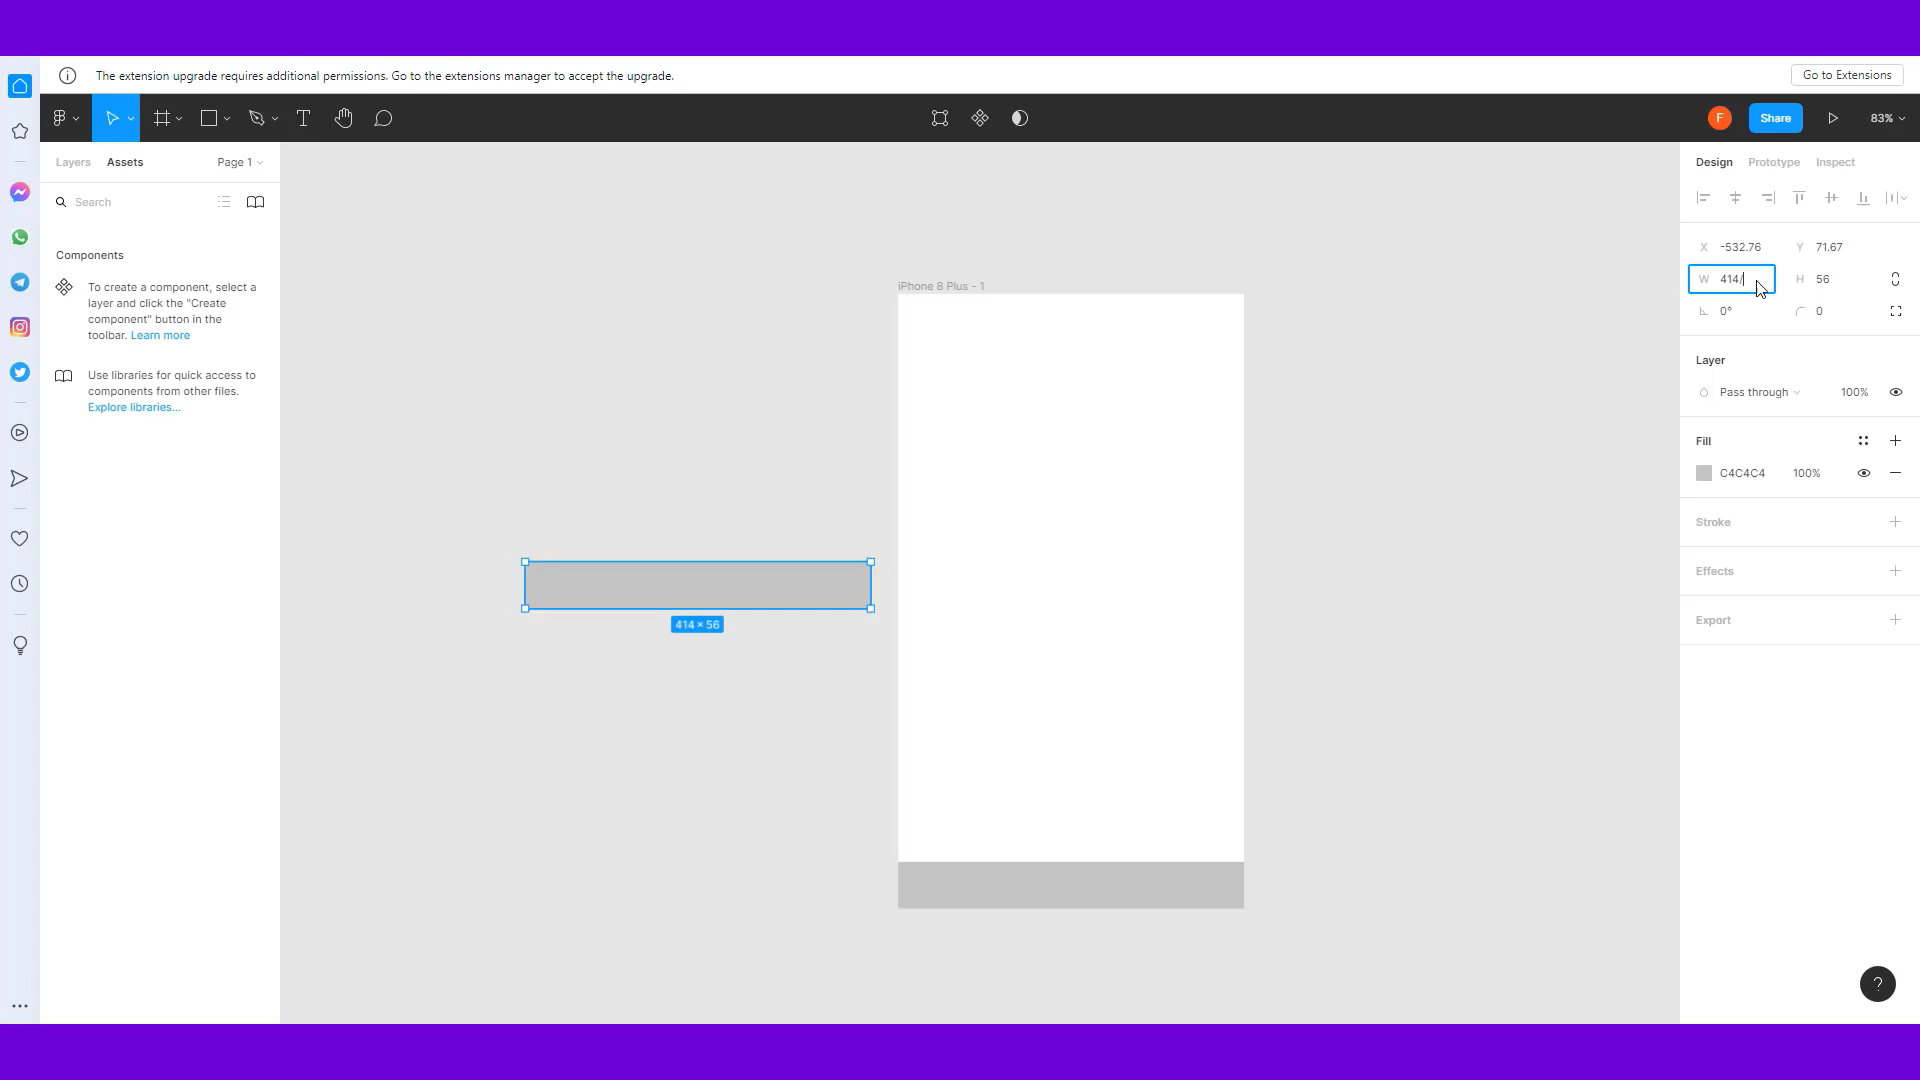 The extension upgrade requires additional permissions. Go to the extensions manager to accept the upgrade.
Go to Extensions
F
Share
83%
Layers
Assets
Page 1
Search
Components
To create a component, select a
layer and click the "Create
component" button in the
toolbar. Learn more
Use libraries for quick access to
components from other files.
Explore libraries...
iPhone 8 Plus - 1
414 × 56
Design
Prototype
Inspect
X -532.76
Y 71.67
W 414/
H 56
0°
0
Layer
Pass through
100%
Fill
C4C4C4
100%
Stroke
Effects
Export
?